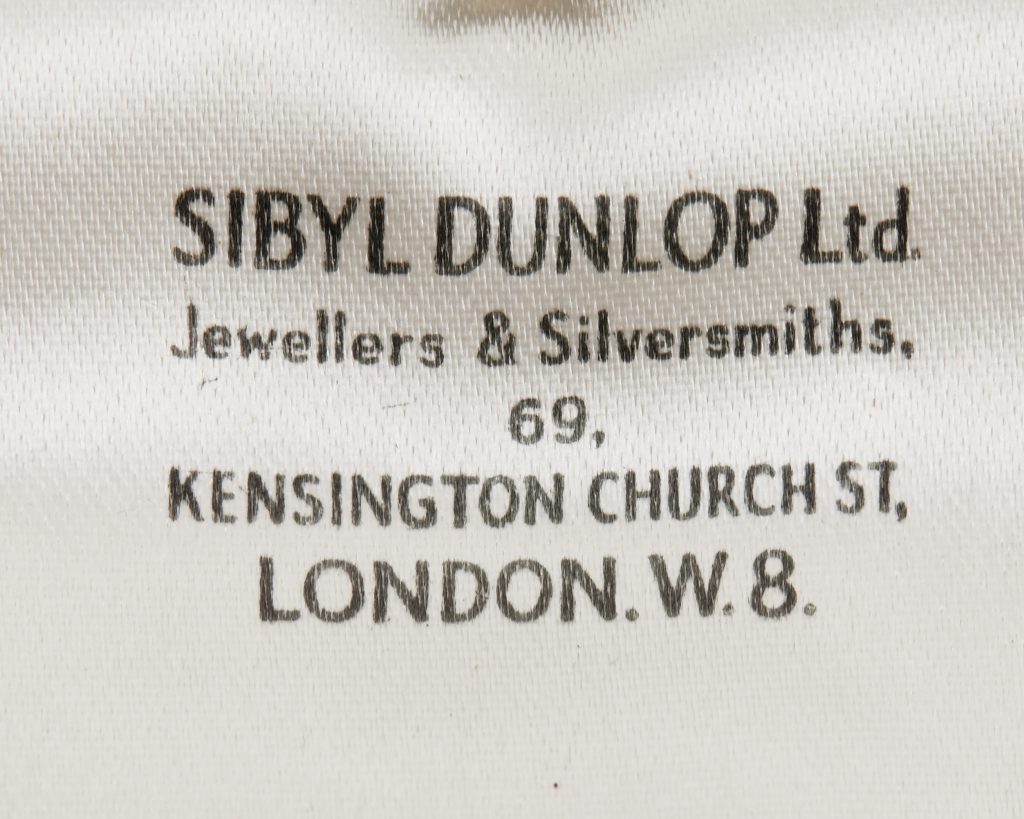 SIBYL DUNLOP Ltd.
Jewellers & Silversmiths,
69,
KENSINGTON CHURCH ST,
LONDON. W. 8.